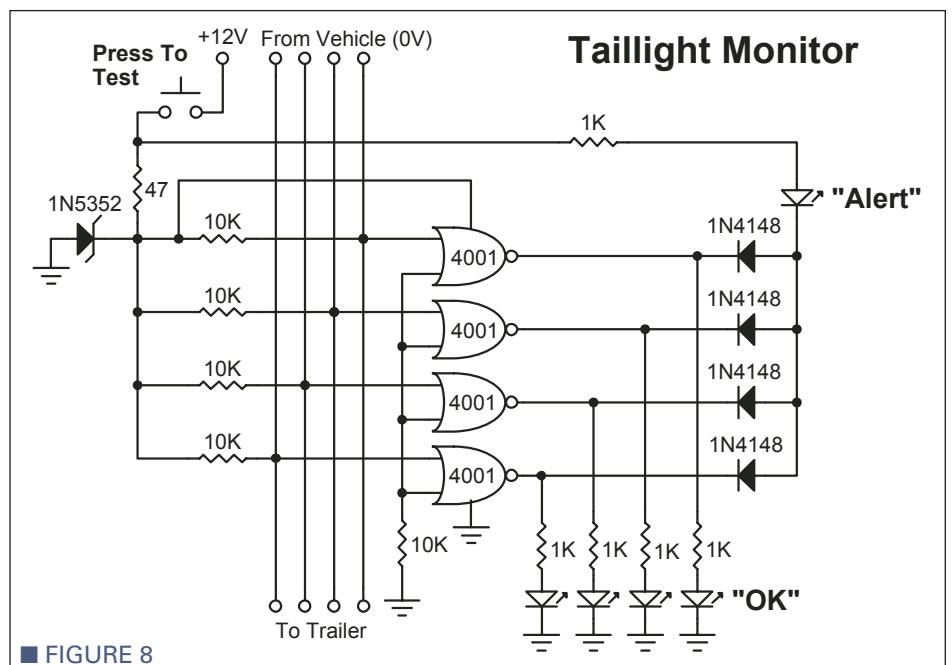 Taillight Monitor
+12V
From Vehicle (0V)
Press To
Test
1K
47
1N5352
"Alert"
10K
4001
1N4148
10K
4001
1N4148
10K
4001
1N4148
10K
4001
1N4148
10K
1K
1K
1K
1K
"OK"
To Trailer
■ FIGURE 8